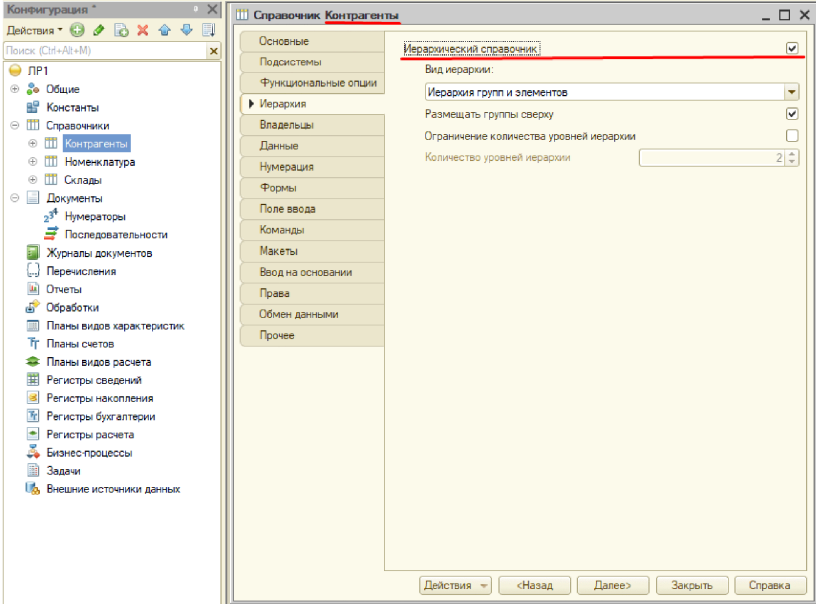 Конфигурация *
Действия
Поиск (Ctrl+Alt+M)
ЛР1
Общие
Константы
Справочники
Контрагенты
Номенклатура
Склады
Документы
Нумераторы
Последовательности
Журналы документов
Перечисления
Отчеты
Обработки
Планы видов характеристик
Планы счетов
Планы видов расчета
Регистры сведений
Регистры накопления
Регистры бухгалтерии
Регистры расчета
Бизнес-процессы
Задачи
Внешние источники данных
Справочник Контрагенты
Основные
Подсистемы
Функциональные опции
Иерархия
Владельцы
Данные
Нумерация
Формы
Поле ввода
Команды
Макеты
Ввод на основании
Права
Обмен данными
Прочее
Иерархический справочник
Вид иерархии:
Иерархия групп и элементов
Размещать группы сверху
Ограничение количества уровней иерархии
Количество уровней иерархии 2
Действия <Назад Далее> Закрыть Справка